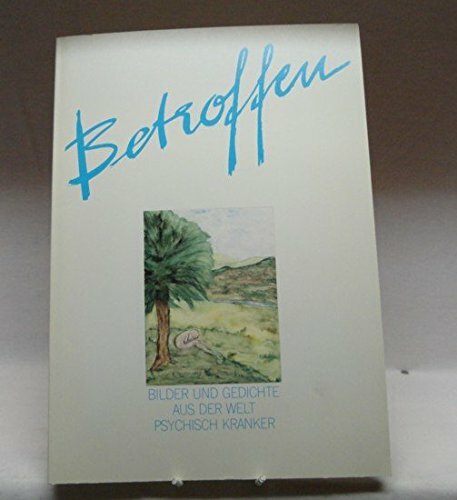 Betroffen
BILDER UND GEDICHTE
AUS DER WELT
PSYCHISCH KRANKER